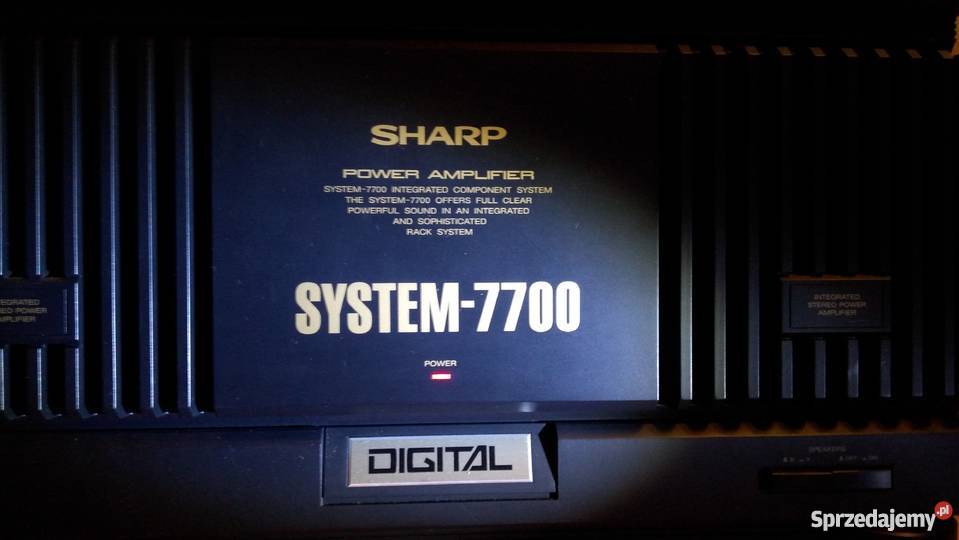 SHARP
POWER AMPLIFIER
SYSTEM-7700 INTEGRATED COMPONENT SYSTEM
THE SYSTEM-7700 OFFERS FULL CLEAR
POWERFUL SOUND IN AN INTEGRATED
AND SOPHISTICATED
RACK SYSTEM
SYSTEM-7700
POWER
INTEGRATED
STEREO POWER
AMPLIFIER
DIGITAL
SPEAKERS
Sprzedajemy.pl